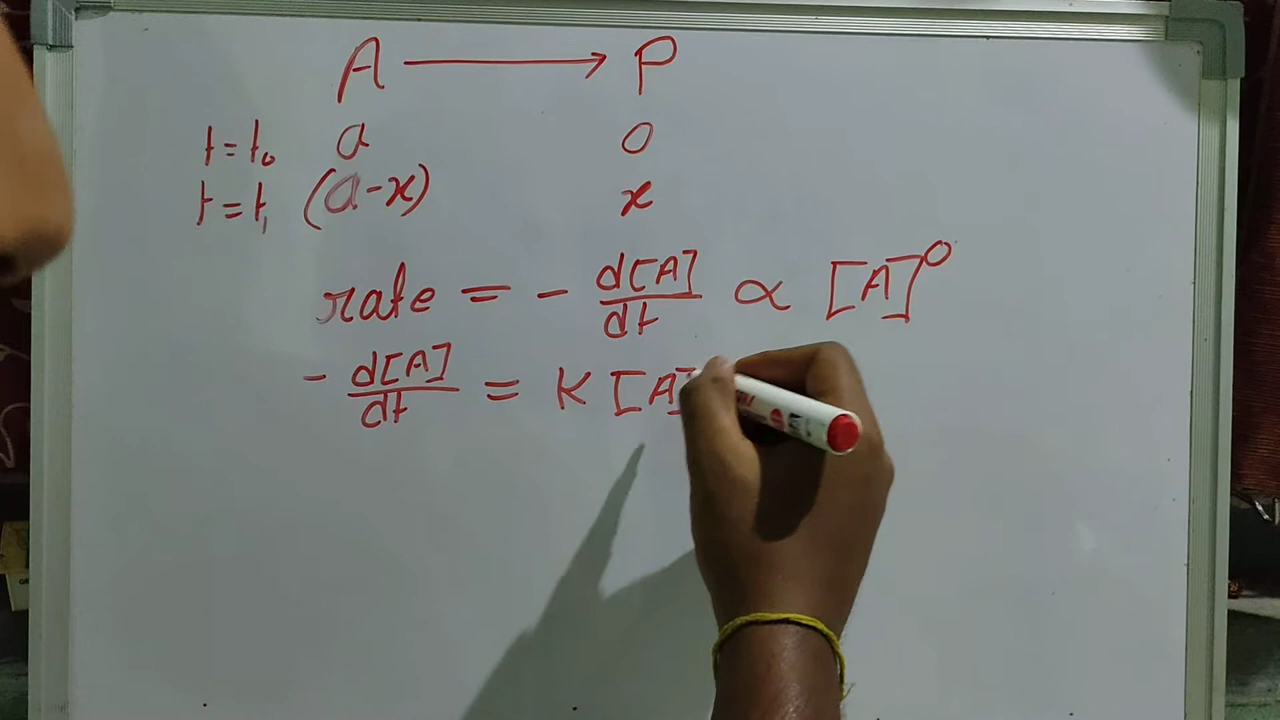 A ⟶ P
t = t₀ a 0
t = t₁ (a-x) x
rate = - d[A]/dt ∝ [A]⁰
- d[A]/dt = K [A]